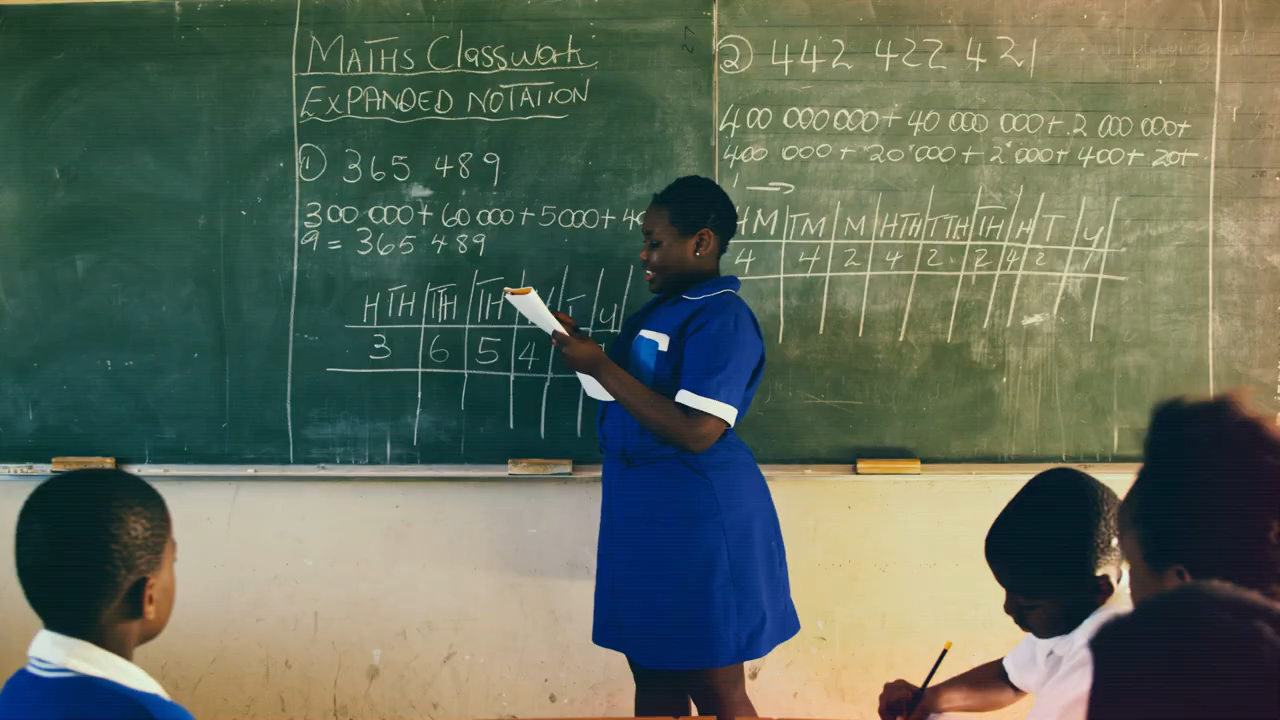 MATHS Classwork
EXPANDED NOTATION
① 365 489
300 000 + 60 000 + 5000 + 40
9 = 365 489
HTH TTH TH T U
3 6 5 4
② 442 422 421
400 000 000 + 40 000 000 + 2 000 000 +
400 000 + 20 000 + 2 000 + 400 + 20 +
1
HM TM M HTH TTH TH H T U
4 4 2 4 2 2 4 2 1